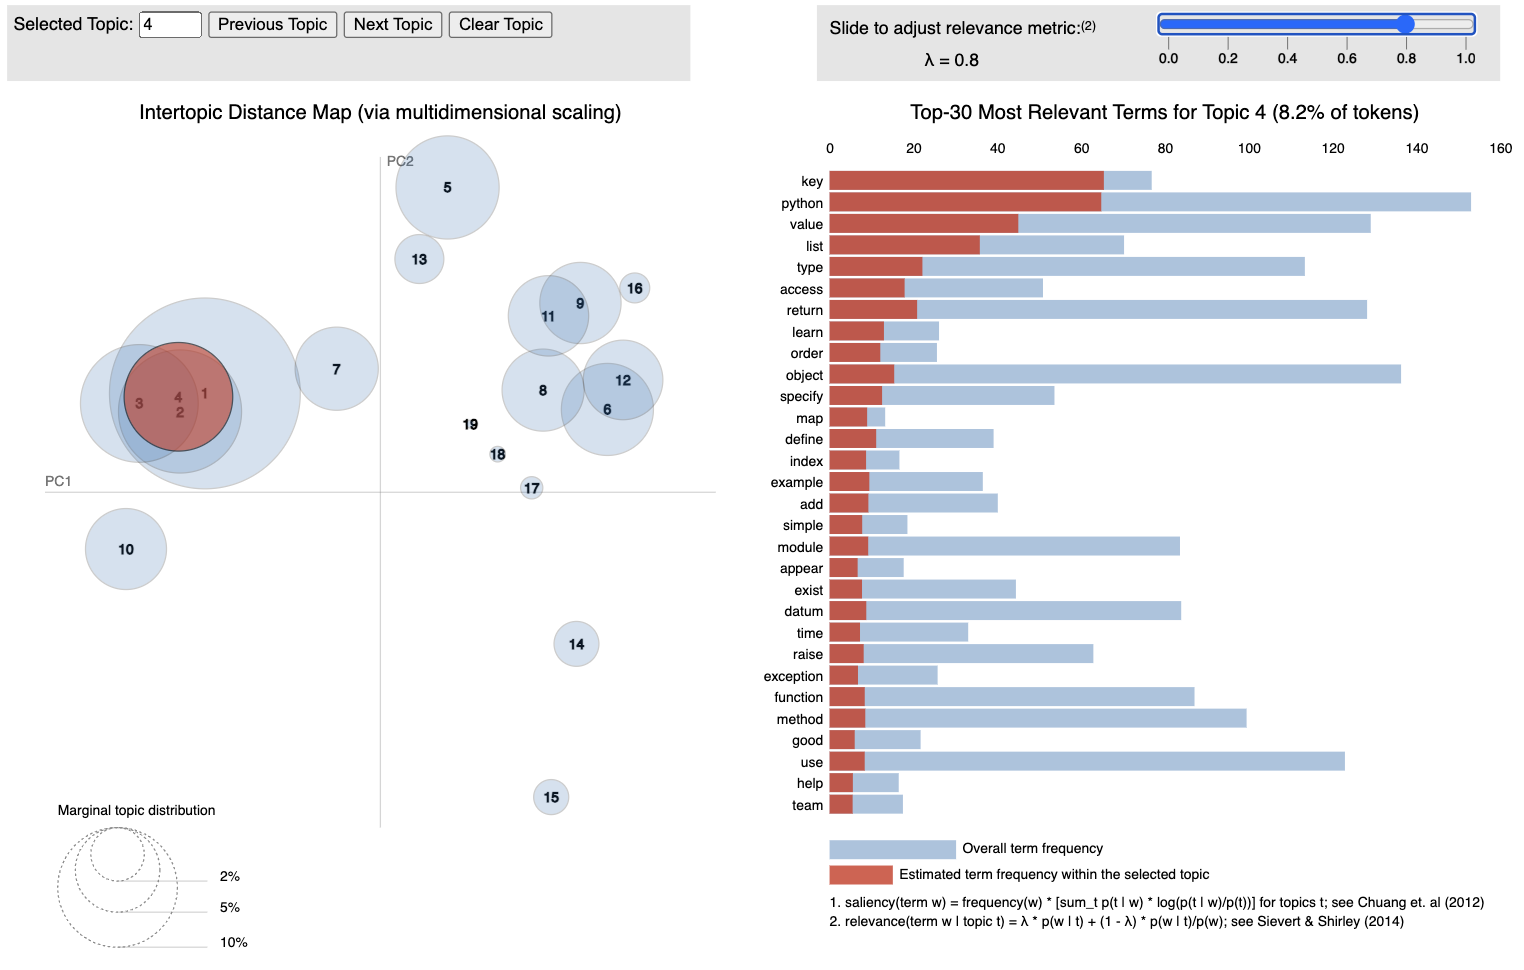 Selected Topic: 4 Previous Topic Next Topic Clear Topic
Slide to adjust relevance metric:(2)
λ = 0.8
0.0 0.2 0.4 0.6 0.8 1.0
Intertopic Distance Map (via multidimensional scaling)
PC2
5
13
16
9
11
7
12
8
6
1
4
3
2
19
18
17
PC1
10
14
15
Marginal topic distribution
2%
5%
10%
Top-30 Most Relevant Terms for Topic 4 (8.2% of tokens)
0 20 40 60 80 100 120 140 160
key
python
value
list
type
access
return
learn
order
object
specify
map
define
index
example
add
simple
module
appear
exist
datum
time
raise
exception
function
method
good
use
help
team
Overall term frequency
Estimated term frequency within the selected topic
1. saliency(term w) = frequency(w) * [sum_t p(t | w) * log(p(t | w)/p(t))] for topics t; see Chuang et. al (2012)
2. relevance(term w | topic t) = λ * p(w | t) + (1 - λ) * p(w | t)/p(w); see Sievert & Shirley (2014)